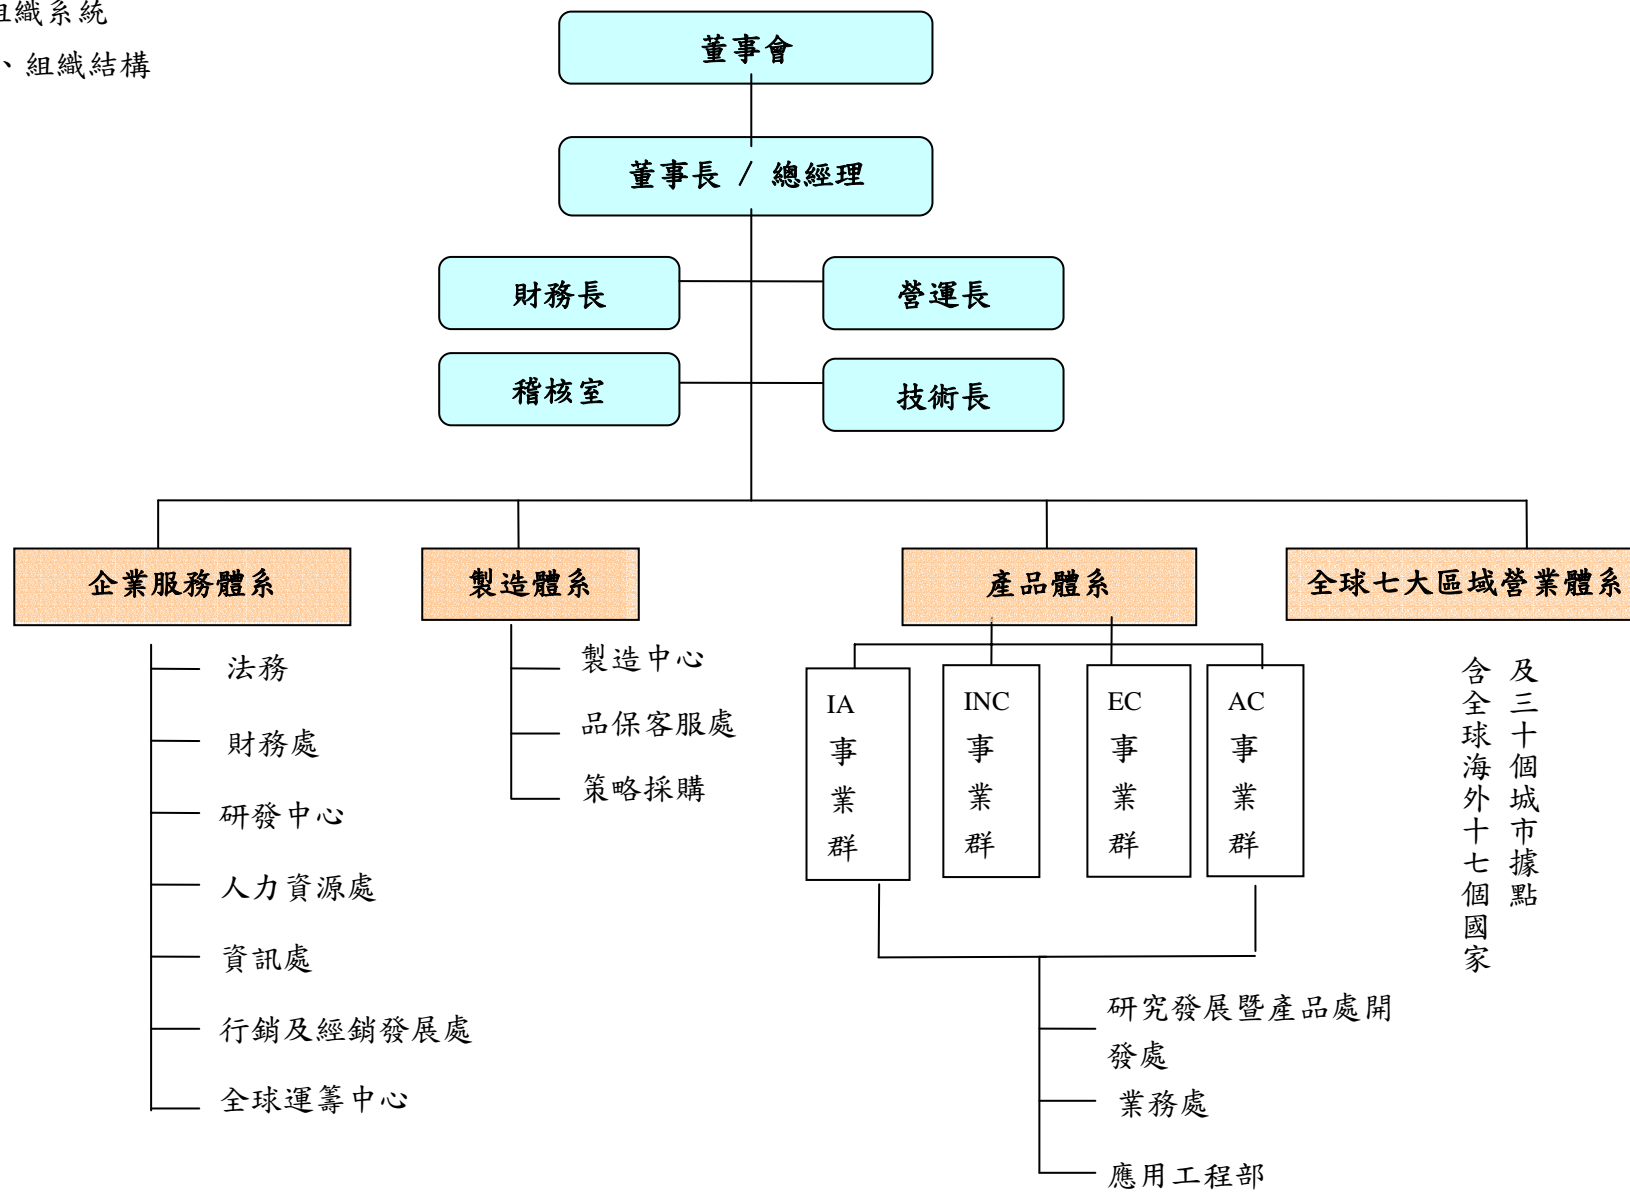 組織系統
、組織結構
董事會
董事長 / 總經理
財務長
營運長
稽核室
技術長
企業服務體系
製造體系
產品體系
全球七大區域營業體系
法務
財務處
研發中心
人力資源處
資訊處
行銷及經銷發展處
全球運籌中心
製造中心
品保客服處
策略採購
IA
事
業
群
INC
事
業
群
EC
事
業
群
AC
事
業
群
研究發展暨產品處開
發處
業務處
應用工程部
含全球海外十七個國家
及三十個城市據點